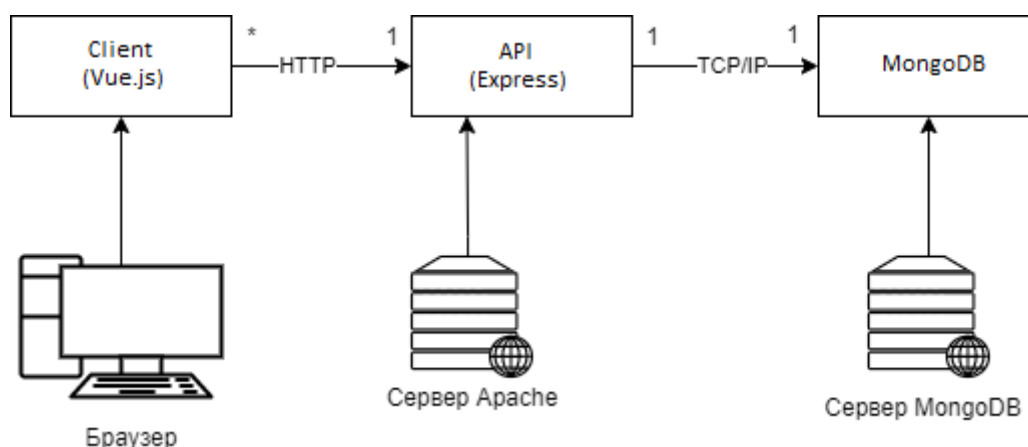 Client
(Vue.js)
*
HTTP
1
API
(Express)
1
TCP/IP
1
MongoDB
Браузер
Сервер Apache
Сервер MongoDB